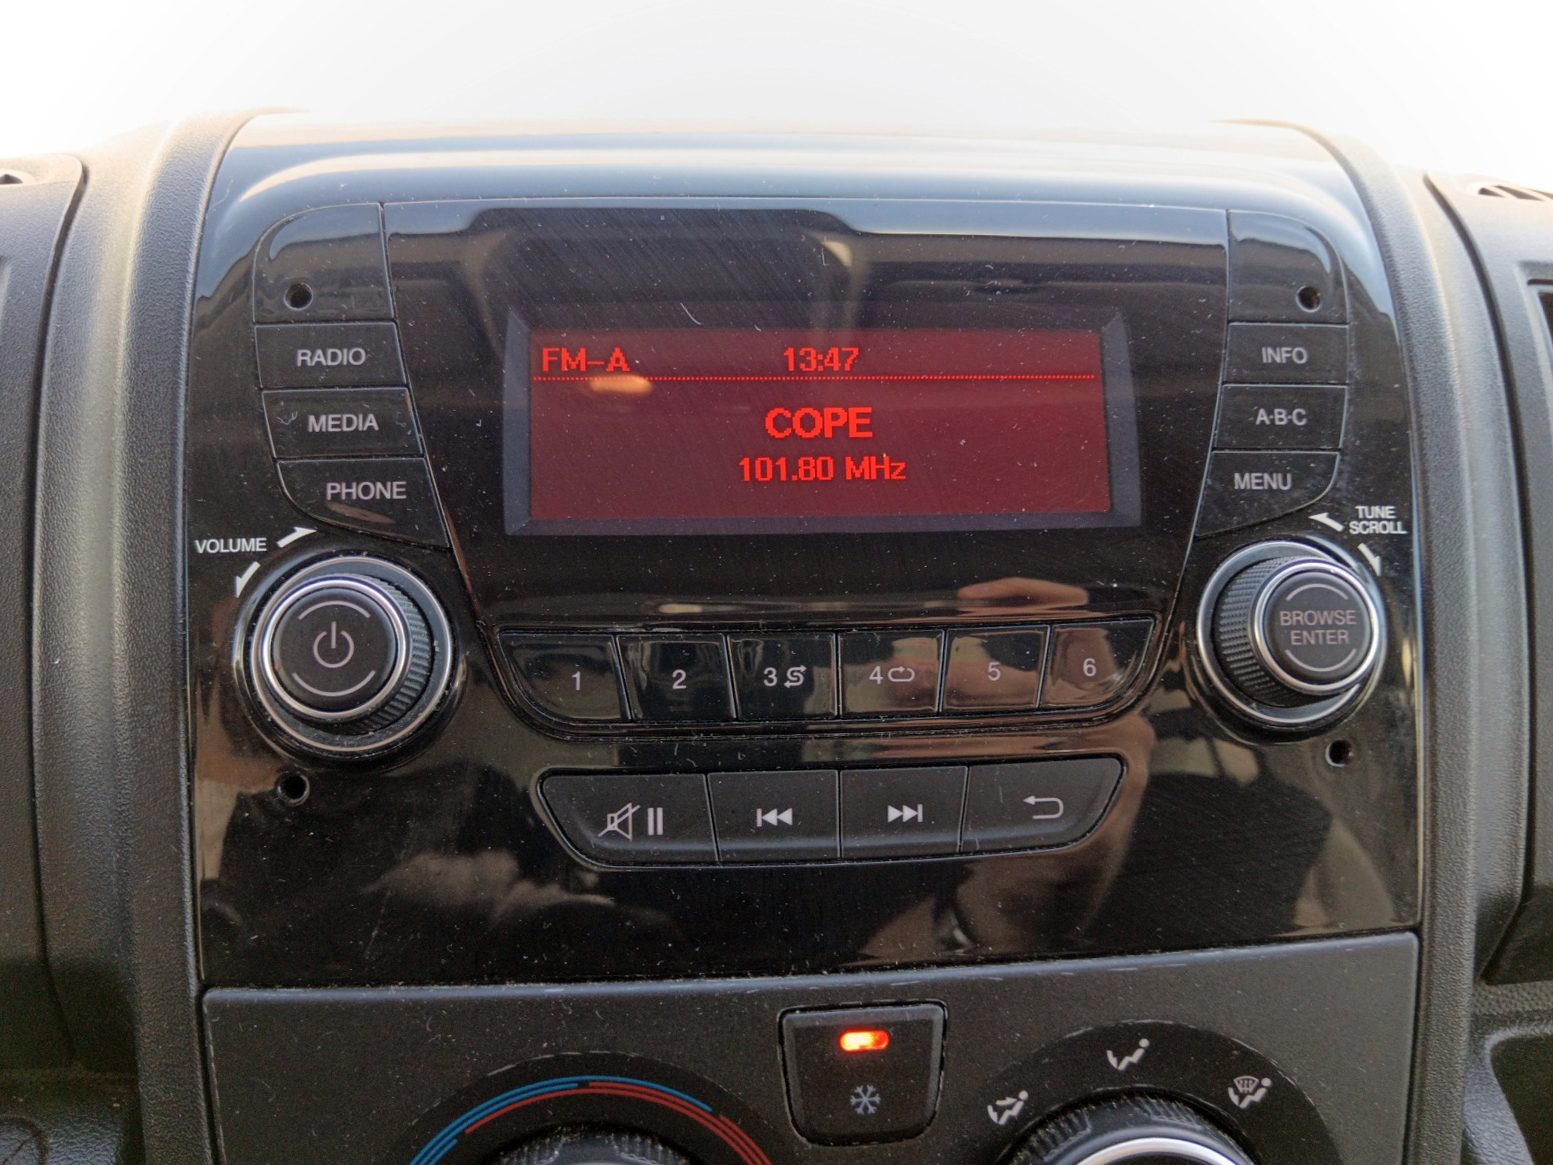 FM-A 13:47
COPE
101.80 MHz
RADIO
MEDIA
PHONE
INFO
A·B·C
MENU
VOLUME
TUNE
SCROLL
BROWSE
ENTER
1 2 3 4 5 6